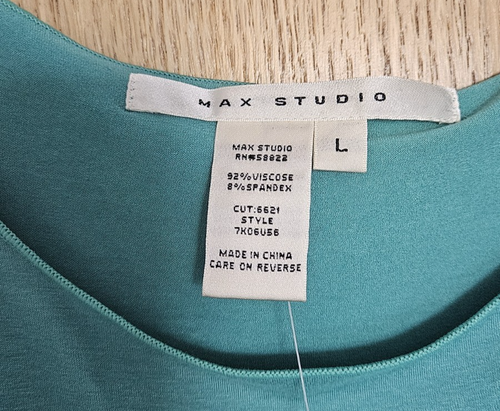 MAX STUDIO
L
MAX STUDIO
RN#58822
92%VISCOSE
8%SPANDEX
CUT:6621
STYLE
7K06U56
MADE IN CHINA
CARE ON REVERSE